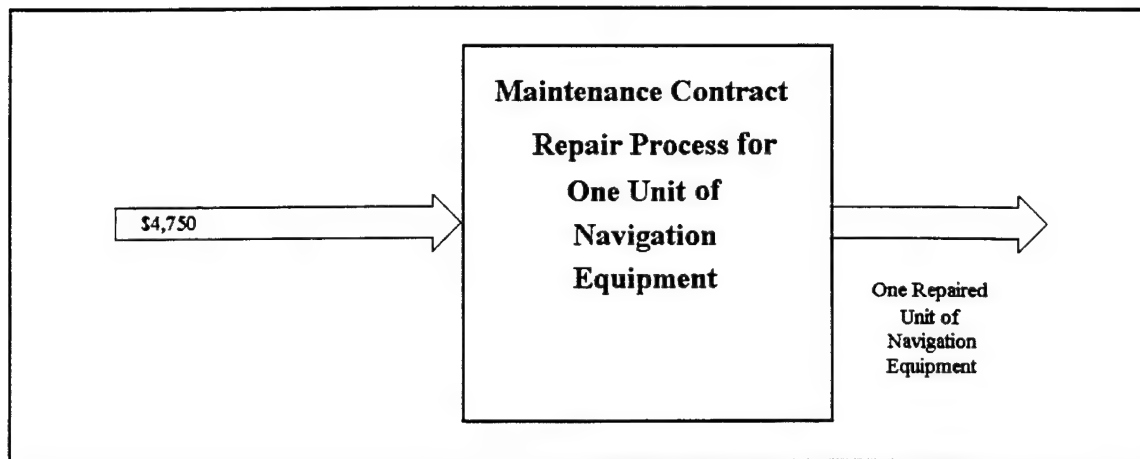 Maintenance Contract
Repair Process for
One Unit of
Navigation
Equipment
$4,750
One Repaired
Unit of
Navigation
Equipment